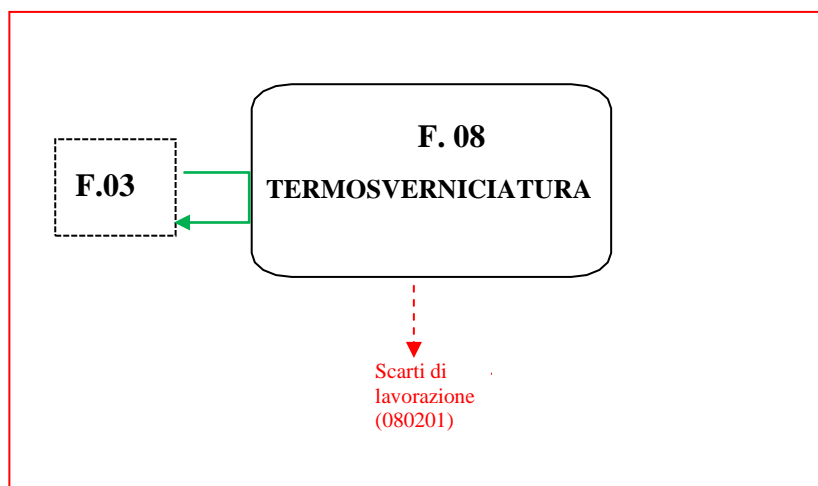 F. 08
F.03
TERMOSVERNICIATURA
Scarti di
lavorazione
(080201)